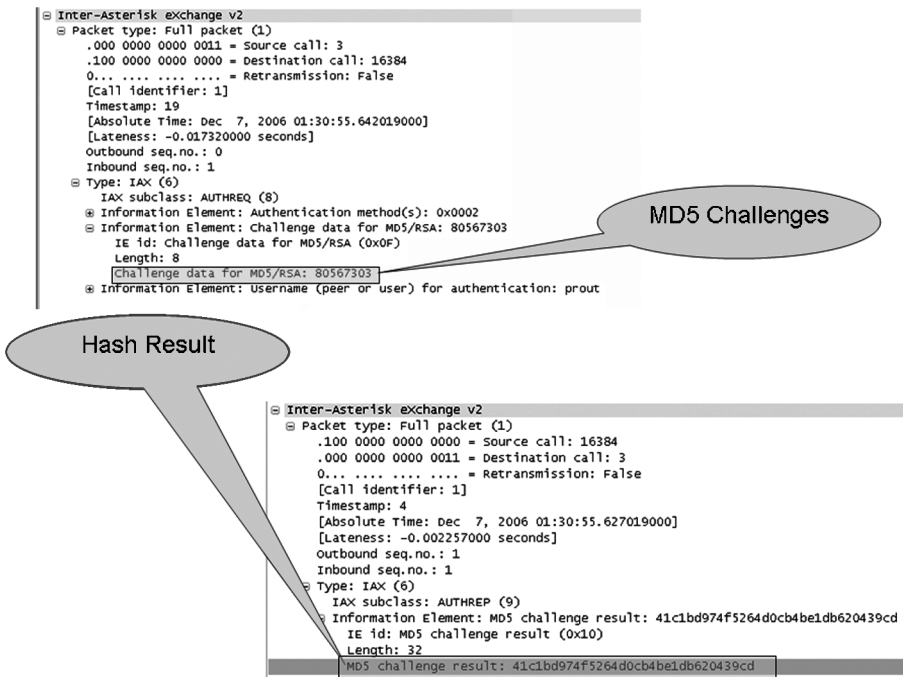 Inter-Asterisk eXchange v2
Packet type: Full packet (1)
.000 0000 0000 0011 = Source call: 3
.100 0000 0000 0000 = Destination call: 16384
0... .... .... .... = Retransmission: False
[Call identifier: 1]
Timestamp: 19
[Absolute Time: Dec 7, 2006 01:30:55.642019000]
[Lateness: -0.017320000 seconds]
Outbound seq.no.: 0
Inbound seq.no.: 1
Type: IAX (6)
IAX subclass: AUTHREQ (8)
Information Element: Authentication method(s): 0x0002
Information Element: Challenge data for MD5/RSA: 80567303
IE id: Challenge data for MD5/RSA (0x0F)
Length: 8
Challenge data for MD5/RSA: 80567303
Information Element: Username (peer or user) for authentication: prout
MD5 Challenges
Hash Result
Inter-Asterisk eXchange v2
Packet type: Full packet (1)
.100 0000 0000 0000 = Source call: 16384
.000 0000 0000 0011 = Destination call: 3
0... .... .... .... = Retransmission: False
[Call identifier: 1]
Timestamp: 4
[Absolute Time: Dec 7, 2006 01:30:55.627019000]
[Lateness: -0.002257000 seconds]
Outbound seq.no.: 1
Inbound seq.no.: 1
Type: IAX (6)
IAX subclass: AUTHREP (9)
Information Element: MD5 challenge result: 41c1bd974f5264d0cb4be1db620439cd
IE id: MD5 challenge result (0x10)
Length: 32
MD5 challenge result: 41c1bd974f5264d0cb4be1db620439cd